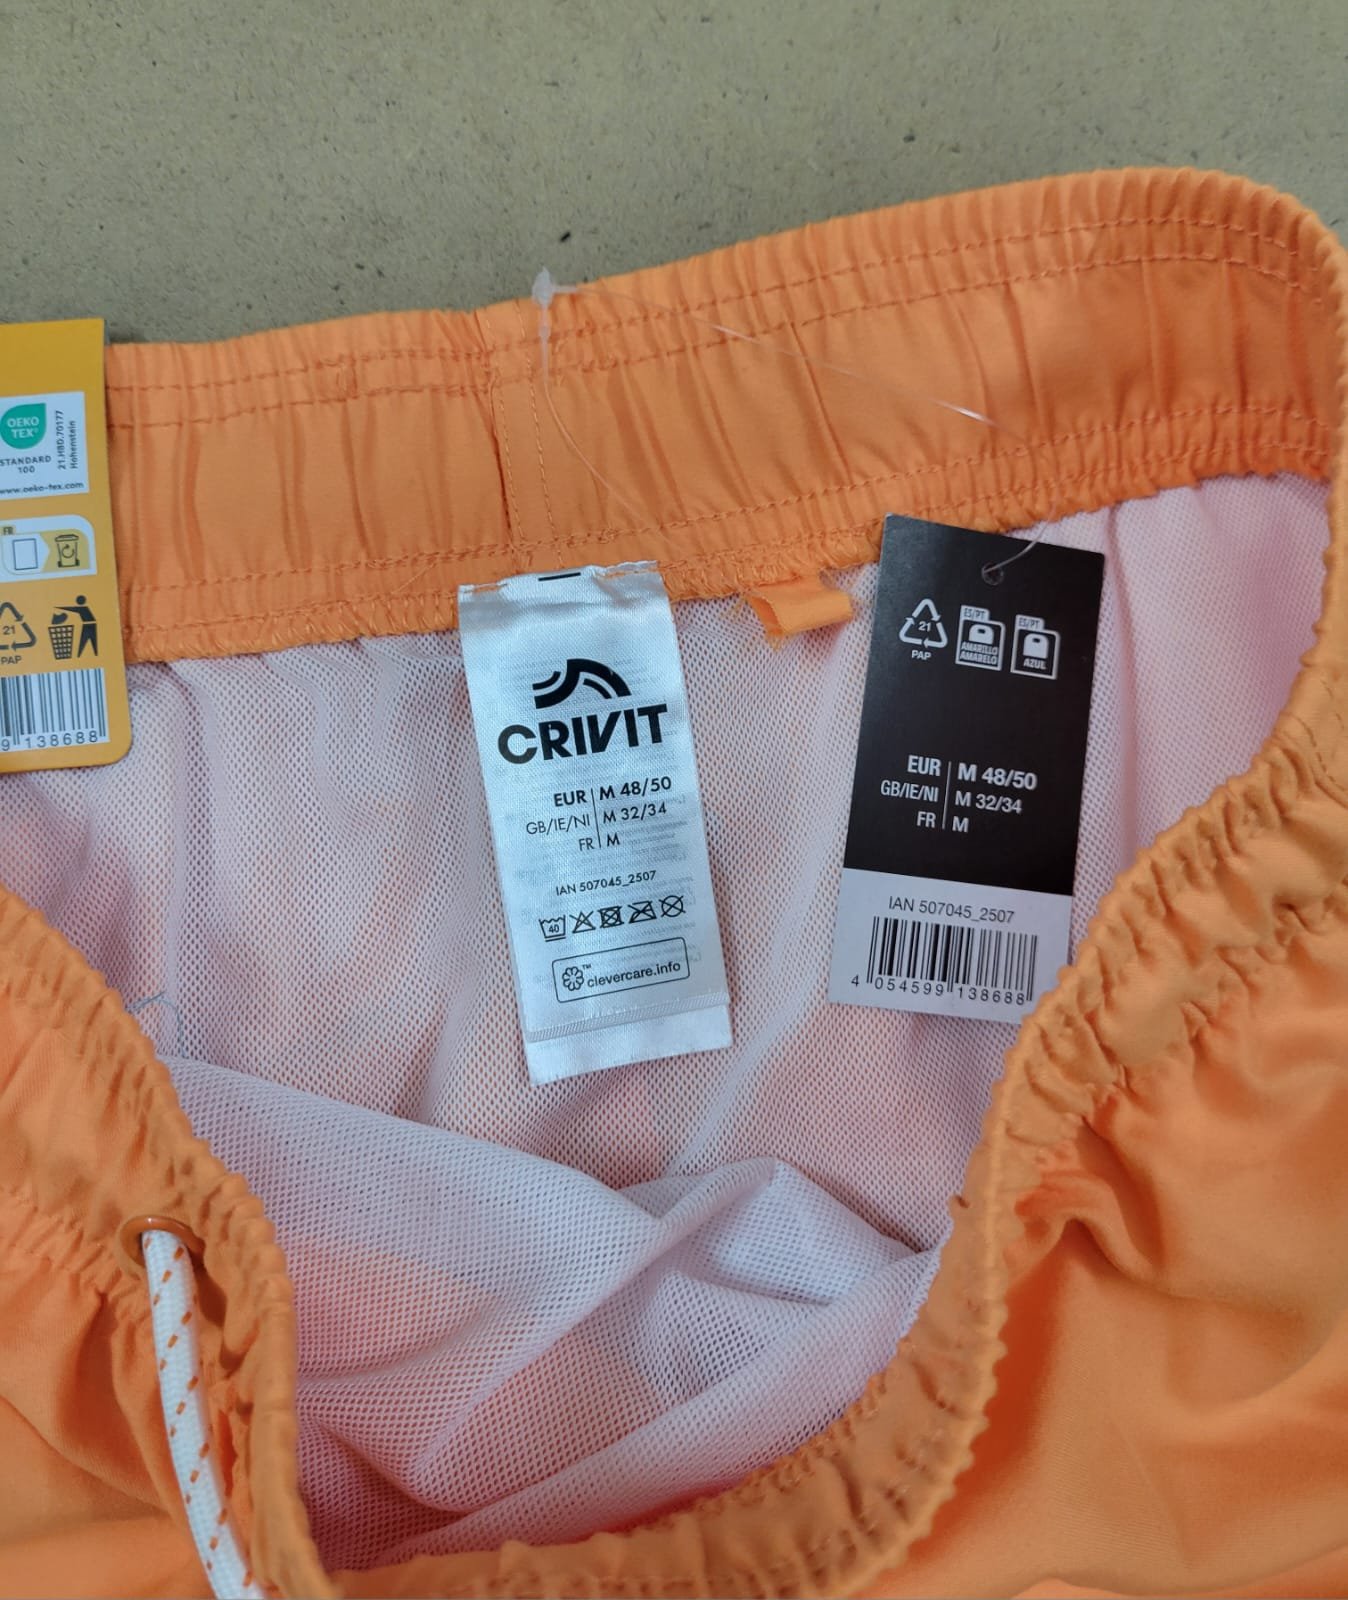 OEKO
TEX®
STANDARD
100
21.HBD.70177
Hohenstein
www.oeko-tex.com
FR
21
PAP
9 138688
CRIVIT
EUR M 48/50
GB/IE/NI M 32/34
FR M
IAN 507045_2507
40
™
clevercare.info
21
PAP
ES/PT
AMARILLO
AMARELO
ES/PT
AZUL
EUR M 48/50
GB/IE/NI M 32/34
FR M
IAN 507045_2507
4 054599 138688